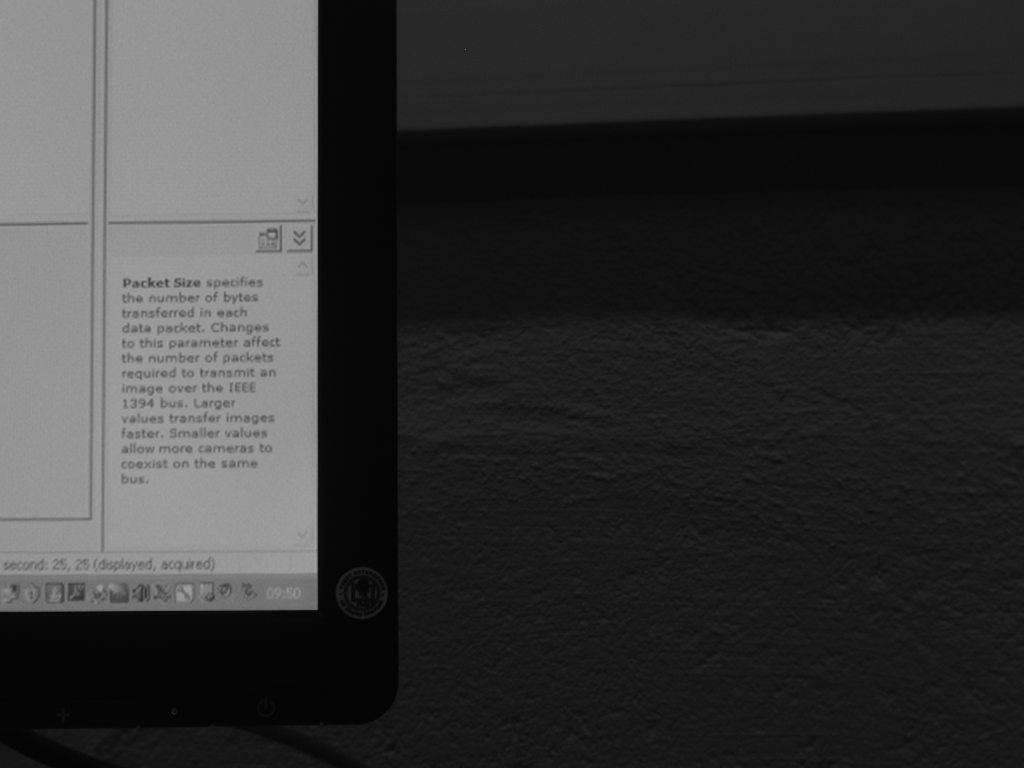 Packet Size specifies
the number of bytes
transferred in each
data packet. Changes
to this parameter affect
the number of packets
required to transmit an
image over the IEEE
1394 bus. Larger
values transfer images
faster. Smaller values
allow more cameras to
coexist on the same
bus.
second: 25, 25 (displayed, acquired)
09:50